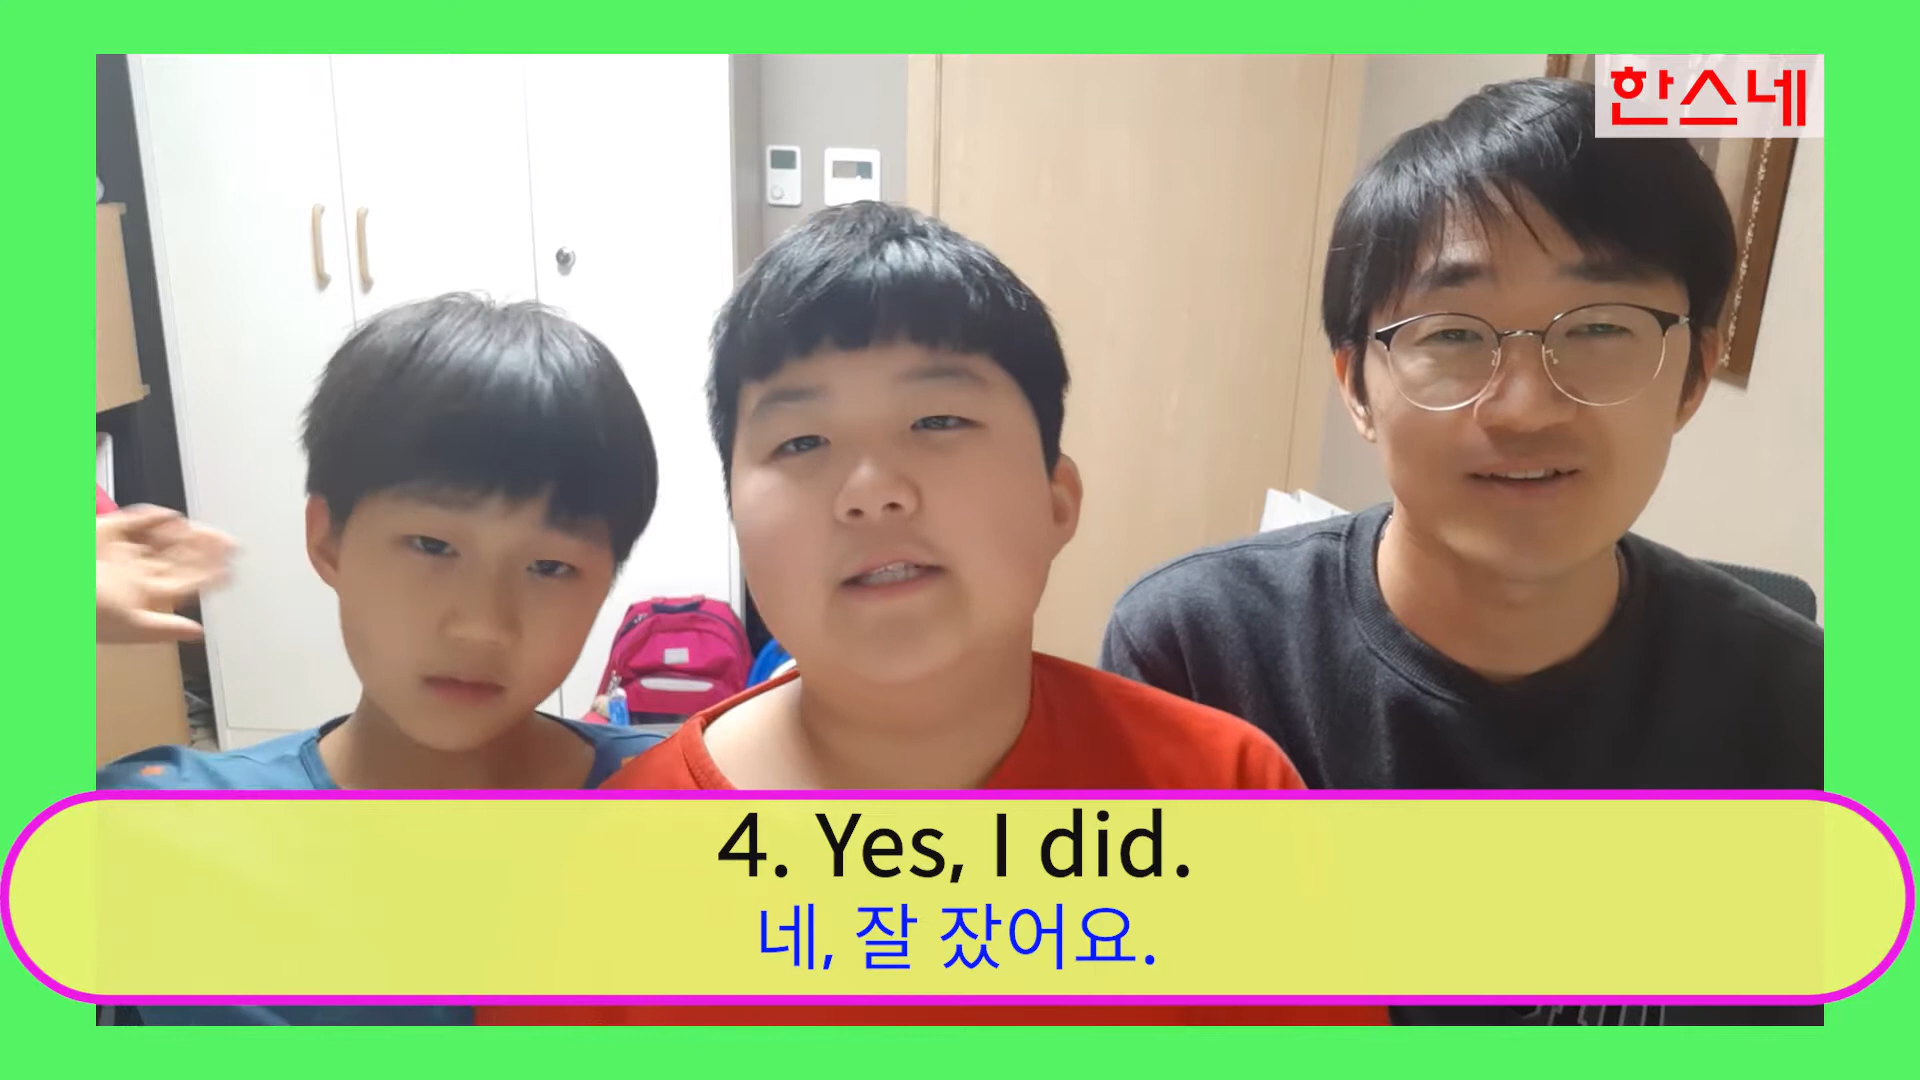 한스네
4. Yes, I did.
네, 잘 잤어요.